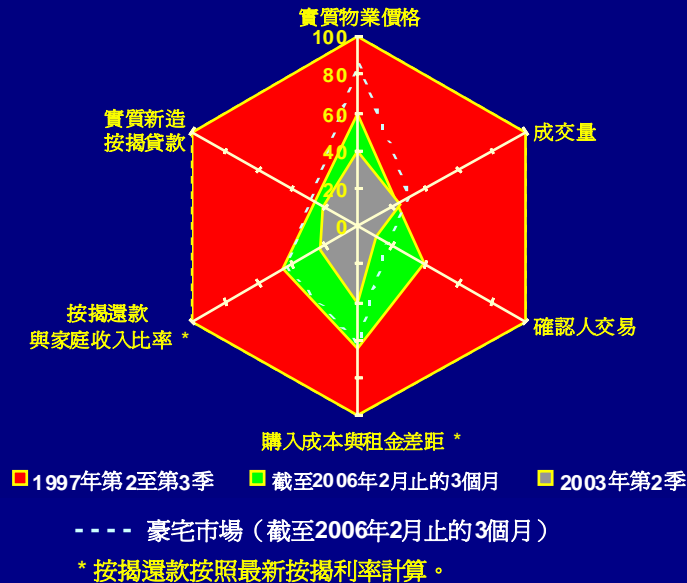 實質物業價格
100
80
60
40
20
0
實質新造
按揭貸款
成交量
按揭還款
與家庭收入比率 *
確認人交易
購入成本與租金差距 *
1997年第2至第3季
截至2006年2月止的3個月
2003年第2季
---- 豪宅市場（截至2006年2月止的3個月）
* 按揭還款按照最新按揭利率計算。